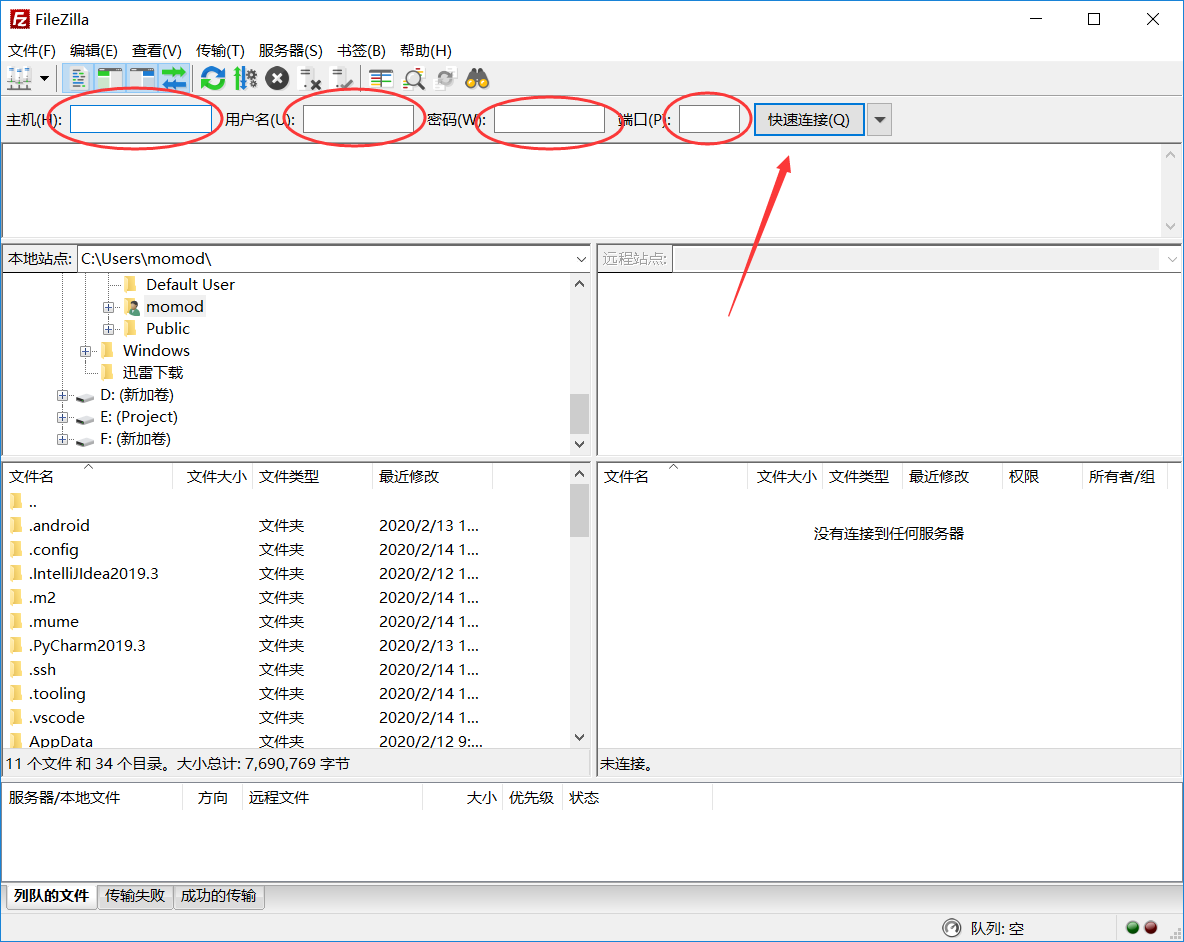 FileZilla
文件(F) 编辑(E) 查看(V) 传输(T) 服务器(S) 书签(B) 帮助(H)
主机(H): 用户名(U): 密码(W): 端口(P): 快速连接(Q)
本地站点: C:\Users\momod\
远程站点:
Default User
momod
Public
Windows
迅雷下载
D: (新加卷)
E: (Project)
F: (新加卷)
文件名 文件大小 文件类型 最近修改
..
.android 文件夹 2020/2/13 1...
.config 文件夹 2020/2/14 1...
.IntelliJIdea2019.3 文件夹 2020/2/12 1...
.m2 文件夹 2020/2/14 1...
.mume 文件夹 2020/2/14 1...
.PyCharm2019.3 文件夹 2020/2/13 1...
.ssh 文件夹 2020/2/14 1...
.tooling 文件夹 2020/2/14 1...
.vscode 文件夹 2020/2/14 1...
AppData 文件夹 2020/2/12 9:...
11 个文件 和 34 个目录。大小总计: 7,690,769 字节
文件名 文件大小 文件类型 最近修改 权限 所有者/组
没有连接到任何服务器
未连接。
服务器/本地文件 方向 远程文件 大小 优先级 状态
列队的文件 传输失败 成功的传输
队列: 空